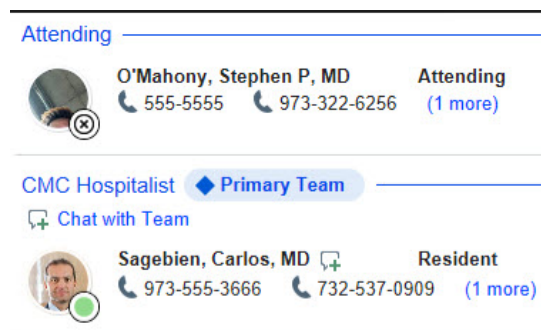 Attending
O'Mahony, Stephen P, MD Attending
555-5555 973-322-6256 (1 more)
CMC Hospitalist Primary Team
Chat with Team
Sagebien, Carlos, MD Resident
973-555-3666 732-537-0909 (1 more)